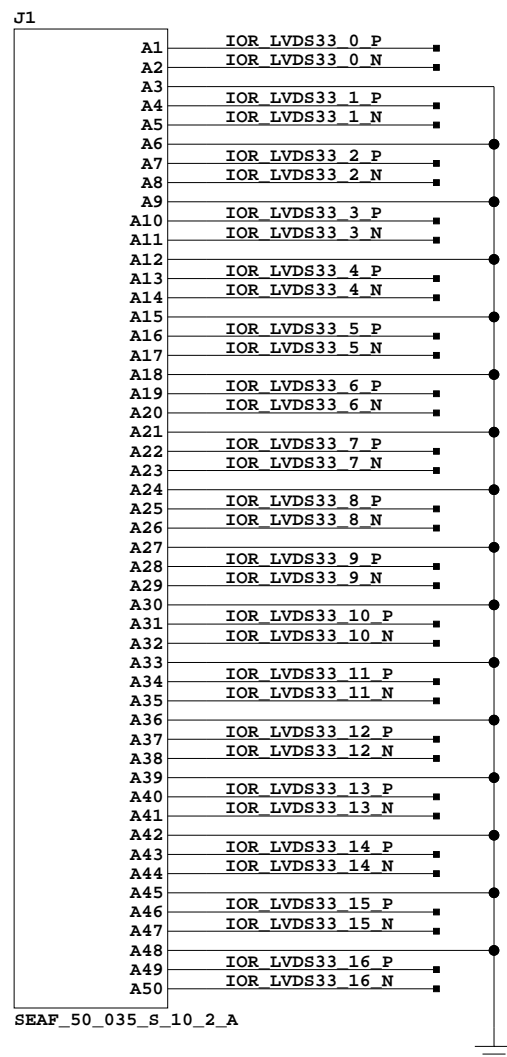 J1
A1 IOR_LVDS33_0_P
A2 IOR_LVDS33_0_N
A3
A4 IOR_LVDS33_1_P
A5 IOR_LVDS33_1_N
A6
A7 IOR_LVDS33_2_P
A8 IOR_LVDS33_2_N
A9
A10 IOR_LVDS33_3_P
A11 IOR_LVDS33_3_N
A12
A13 IOR_LVDS33_4_P
A14 IOR_LVDS33_4_N
A15
A16 IOR_LVDS33_5_P
A17 IOR_LVDS33_5_N
A18
A19 IOR_LVDS33_6_P
A20 IOR_LVDS33_6_N
A21
A22 IOR_LVDS33_7_P
A23 IOR_LVDS33_7_N
A24
A25 IOR_LVDS33_8_P
A26 IOR_LVDS33_8_N
A27
A28 IOR_LVDS33_9_P
A29 IOR_LVDS33_9_N
A30
A31 IOR_LVDS33_10_P
A32 IOR_LVDS33_10_N
A33
A34 IOR_LVDS33_11_P
A35 IOR_LVDS33_11_N
A36
A37 IOR_LVDS33_12_P
A38 IOR_LVDS33_12_N
A39
A40 IOR_LVDS33_13_P
A41 IOR_LVDS33_13_N
A42
A43 IOR_LVDS33_14_P
A44 IOR_LVDS33_14_N
A45
A46 IOR_LVDS33_15_P
A47 IOR_LVDS33_15_N
A48
A49 IOR_LVDS33_16_P
A50 IOR_LVDS33_16_N
SEAF_50_035_S_10_2_A